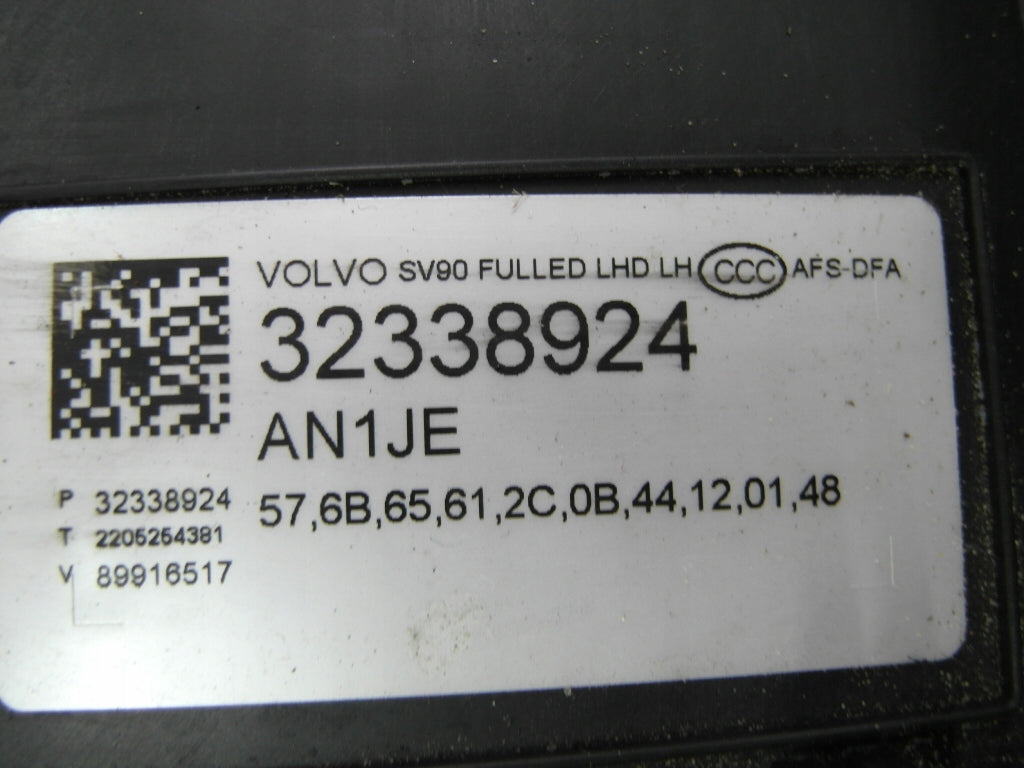 VOLVO SV90 FULLED LHD LH CCC AFS-DFA
32338924
AN1JE
57,6B,65,61,2C,0B,44,12,01,48
P 32338924
T 2205254381
V 89916517